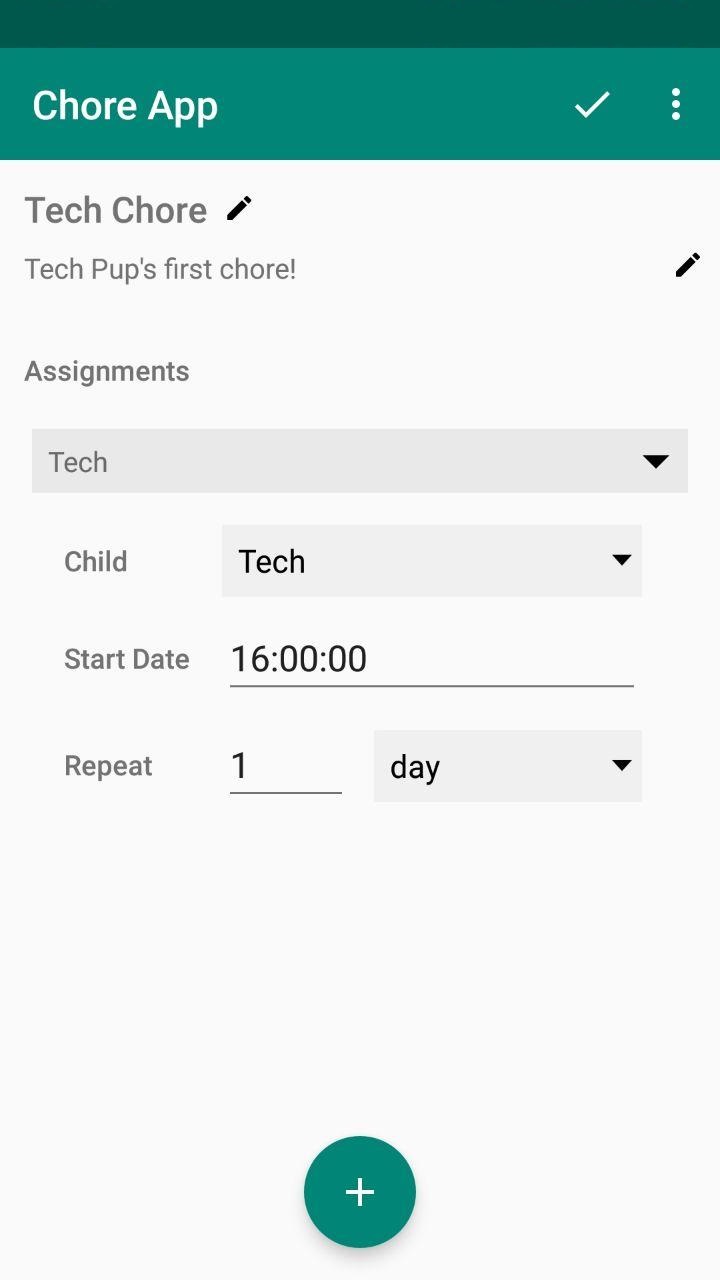 Chore App
Tech Chore
Tech Pup's first chore!
Assignments
Tech
Child Tech
Start Date 16:00:00
Repeat 1 day